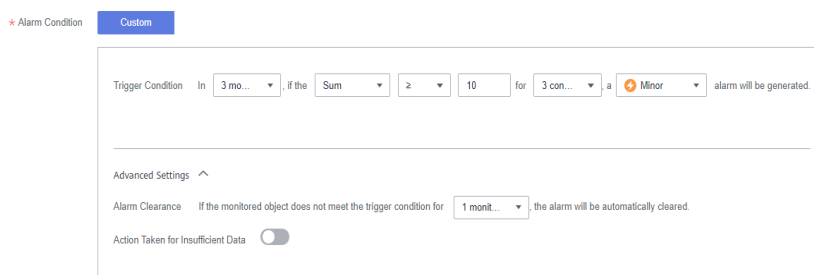 * Alarm Condition Custom
Trigger Condition In 3 mo... , if the Sum ≥ 10 for 3 con... , a Minor alarm will be generated.
Advanced Settings
Alarm Clearance If the monitored object does not meet the trigger condition for 1 monit... , the alarm will be automatically cleared.
Action Taken for Insufficient Data